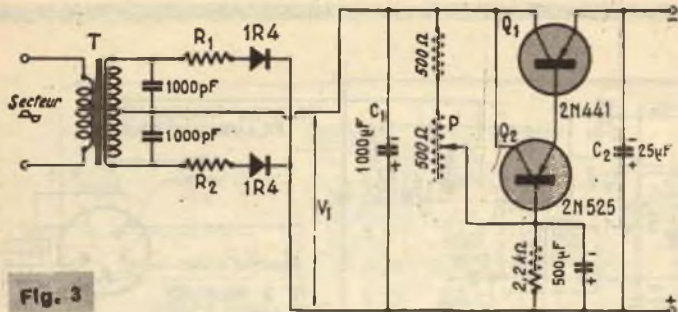 T
Secteur
1000pF
1000pF
R1
1R4
R2
1R4
V1
1000µF
C1
500Ω
500Ω
P
Q1
2N441
Q2
2N525
2,2kΩ
500µF
C2
25µF
Fig. 3